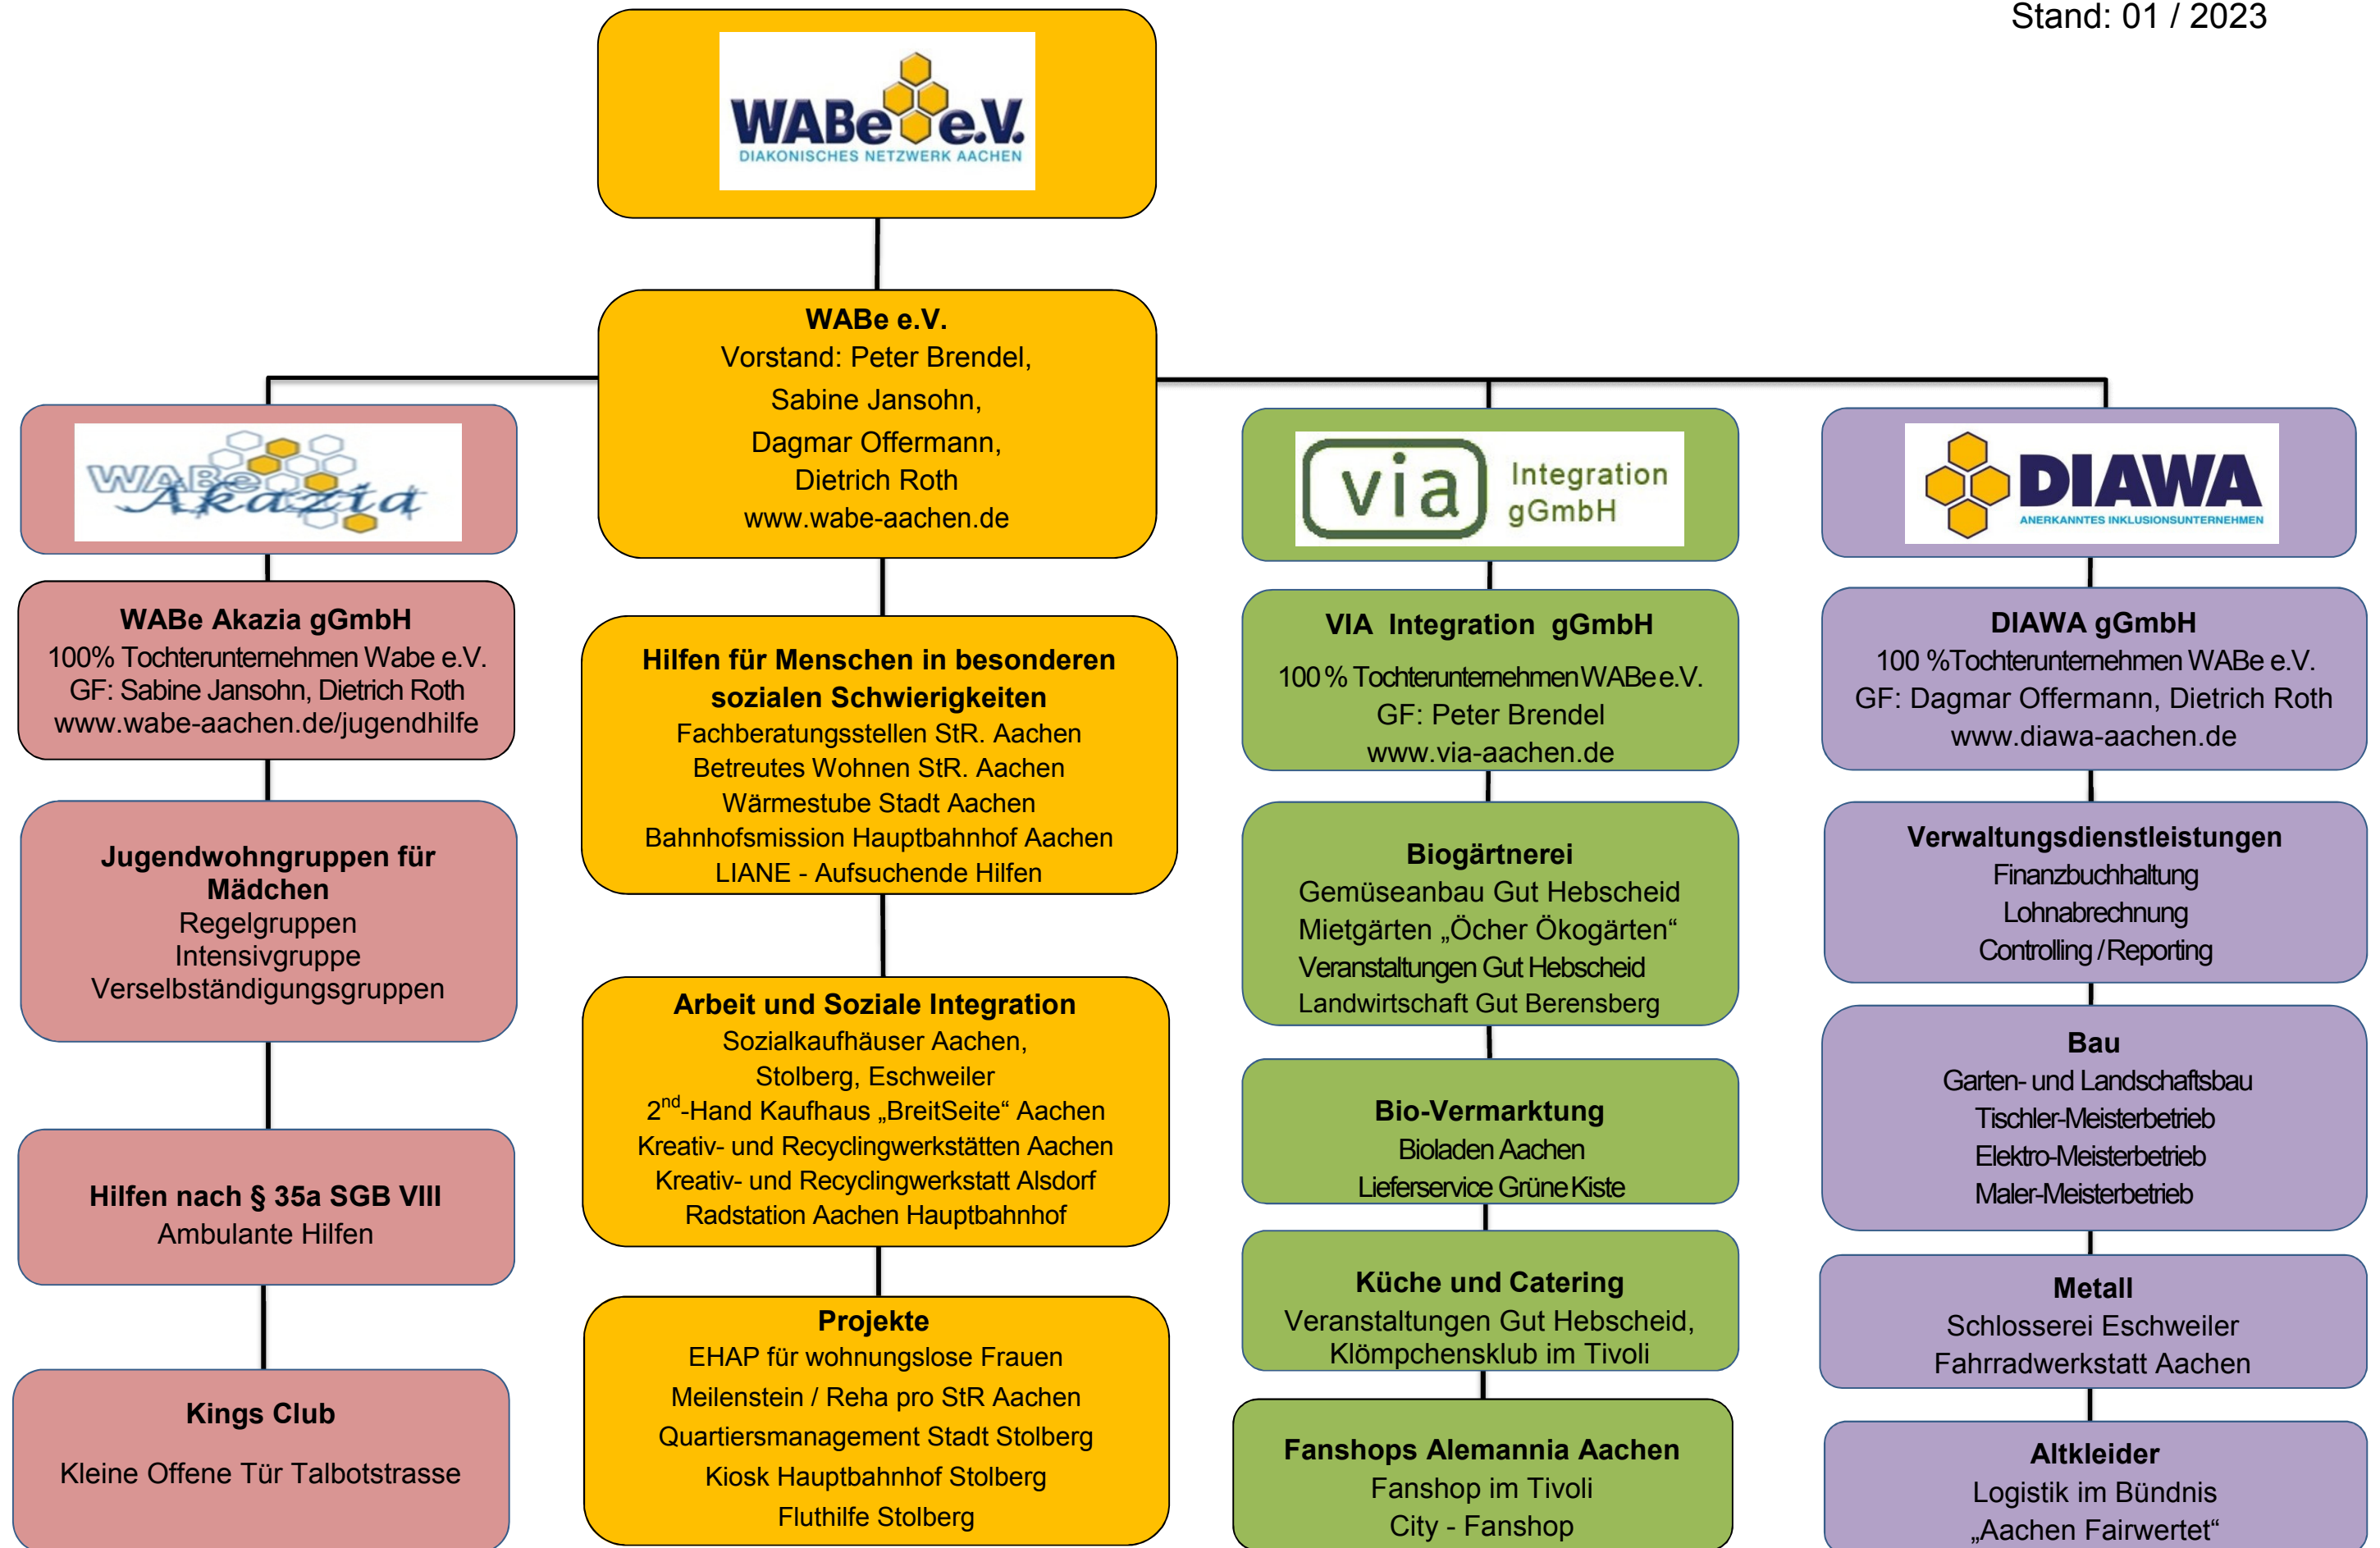 Stand: 01 / 2023
WABe e.V.
DIAKONISCHES NETZWERK AACHEN
WABe e.V.
Vorstand: Peter Brendel,
Sabine Jansohn,
Dagmar Offermann,
Dietrich Roth
www.wabe-aachen.de
WABe
Akazia
WABe Akazia gGmbH
100% Tochterunternehmen Wabe e.V.
GF: Sabine Jansohn, Dietrich Roth
www.wabe-aachen.de/jugendhilfe
Jugendwohngruppen für
Mädchen
Regelgruppen
Intensivgruppe
Verselbständigungsgruppen
Hilfen nach § 35a SGB VIII
Ambulante Hilfen
Kings Club
Kleine Offene Tür Talbotstrasse
Hilfen für Menschen in besonderen
sozialen Schwierigkeiten
Fachberatungsstellen StR. Aachen
Betreutes Wohnen StR. Aachen
Wärmestube Stadt Aachen
Bahnhofsmission Hauptbahnhof Aachen
LIANE - Aufsuchende Hilfen
Arbeit und Soziale Integration
Sozialkaufhäuser Aachen,
Stolberg, Eschweiler
2nd-Hand Kaufhaus „BreitSeite“ Aachen
Kreativ- und Recyclingwerkstätten Aachen
Kreativ- und Recyclingwerkstatt Alsdorf
Radstation Aachen Hauptbahnhof
Projekte
EHAP für wohnungslose Frauen
Meilenstein / Reha pro StR Aachen
Quartiersmanagement Stadt Stolberg
Kiosk Hauptbahnhof Stolberg
Fluthilfe Stolberg
via Integration
gGmbH
VIA Integration gGmbH
100 % Tochterunternehmen WABe e.V.
GF: Peter Brendel
www.via-aachen.de
Biogärtnerei
Gemüseanbau Gut Hebscheid
Mietgärten „Öcher Ökogärten“
Veranstaltungen Gut Hebscheid
Landwirtschaft Gut Berensberg
Bio-Vermarktung
Bioladen Aachen
Lieferservice Grüne Kiste
Küche und Catering
Veranstaltungen Gut Hebscheid,
Klömpchensklub im Tivoli
Fanshops Alemannia Aachen
Fanshop im Tivoli
City - Fanshop
DIAWA
ANERKANNTES INKLUSIONSUNTERNEHMEN
DIAWA gGmbH
100 %Tochterunternehmen WABe e.V.
GF: Dagmar Offermann, Dietrich Roth
www.diawa-aachen.de
Verwaltungsdienstleistungen
Finanzbuchhaltung
Lohnabrechnung
Controlling / Reporting
Bau
Garten- und Landschaftsbau
Tischler-Meisterbetrieb
Elektro-Meisterbetrieb
Maler-Meisterbetrieb
Metall
Schlosserei Eschweiler
Fahrradwerkstatt Aachen
Altkleider
Logistik im Bündnis
„Aachen Fairwertet“